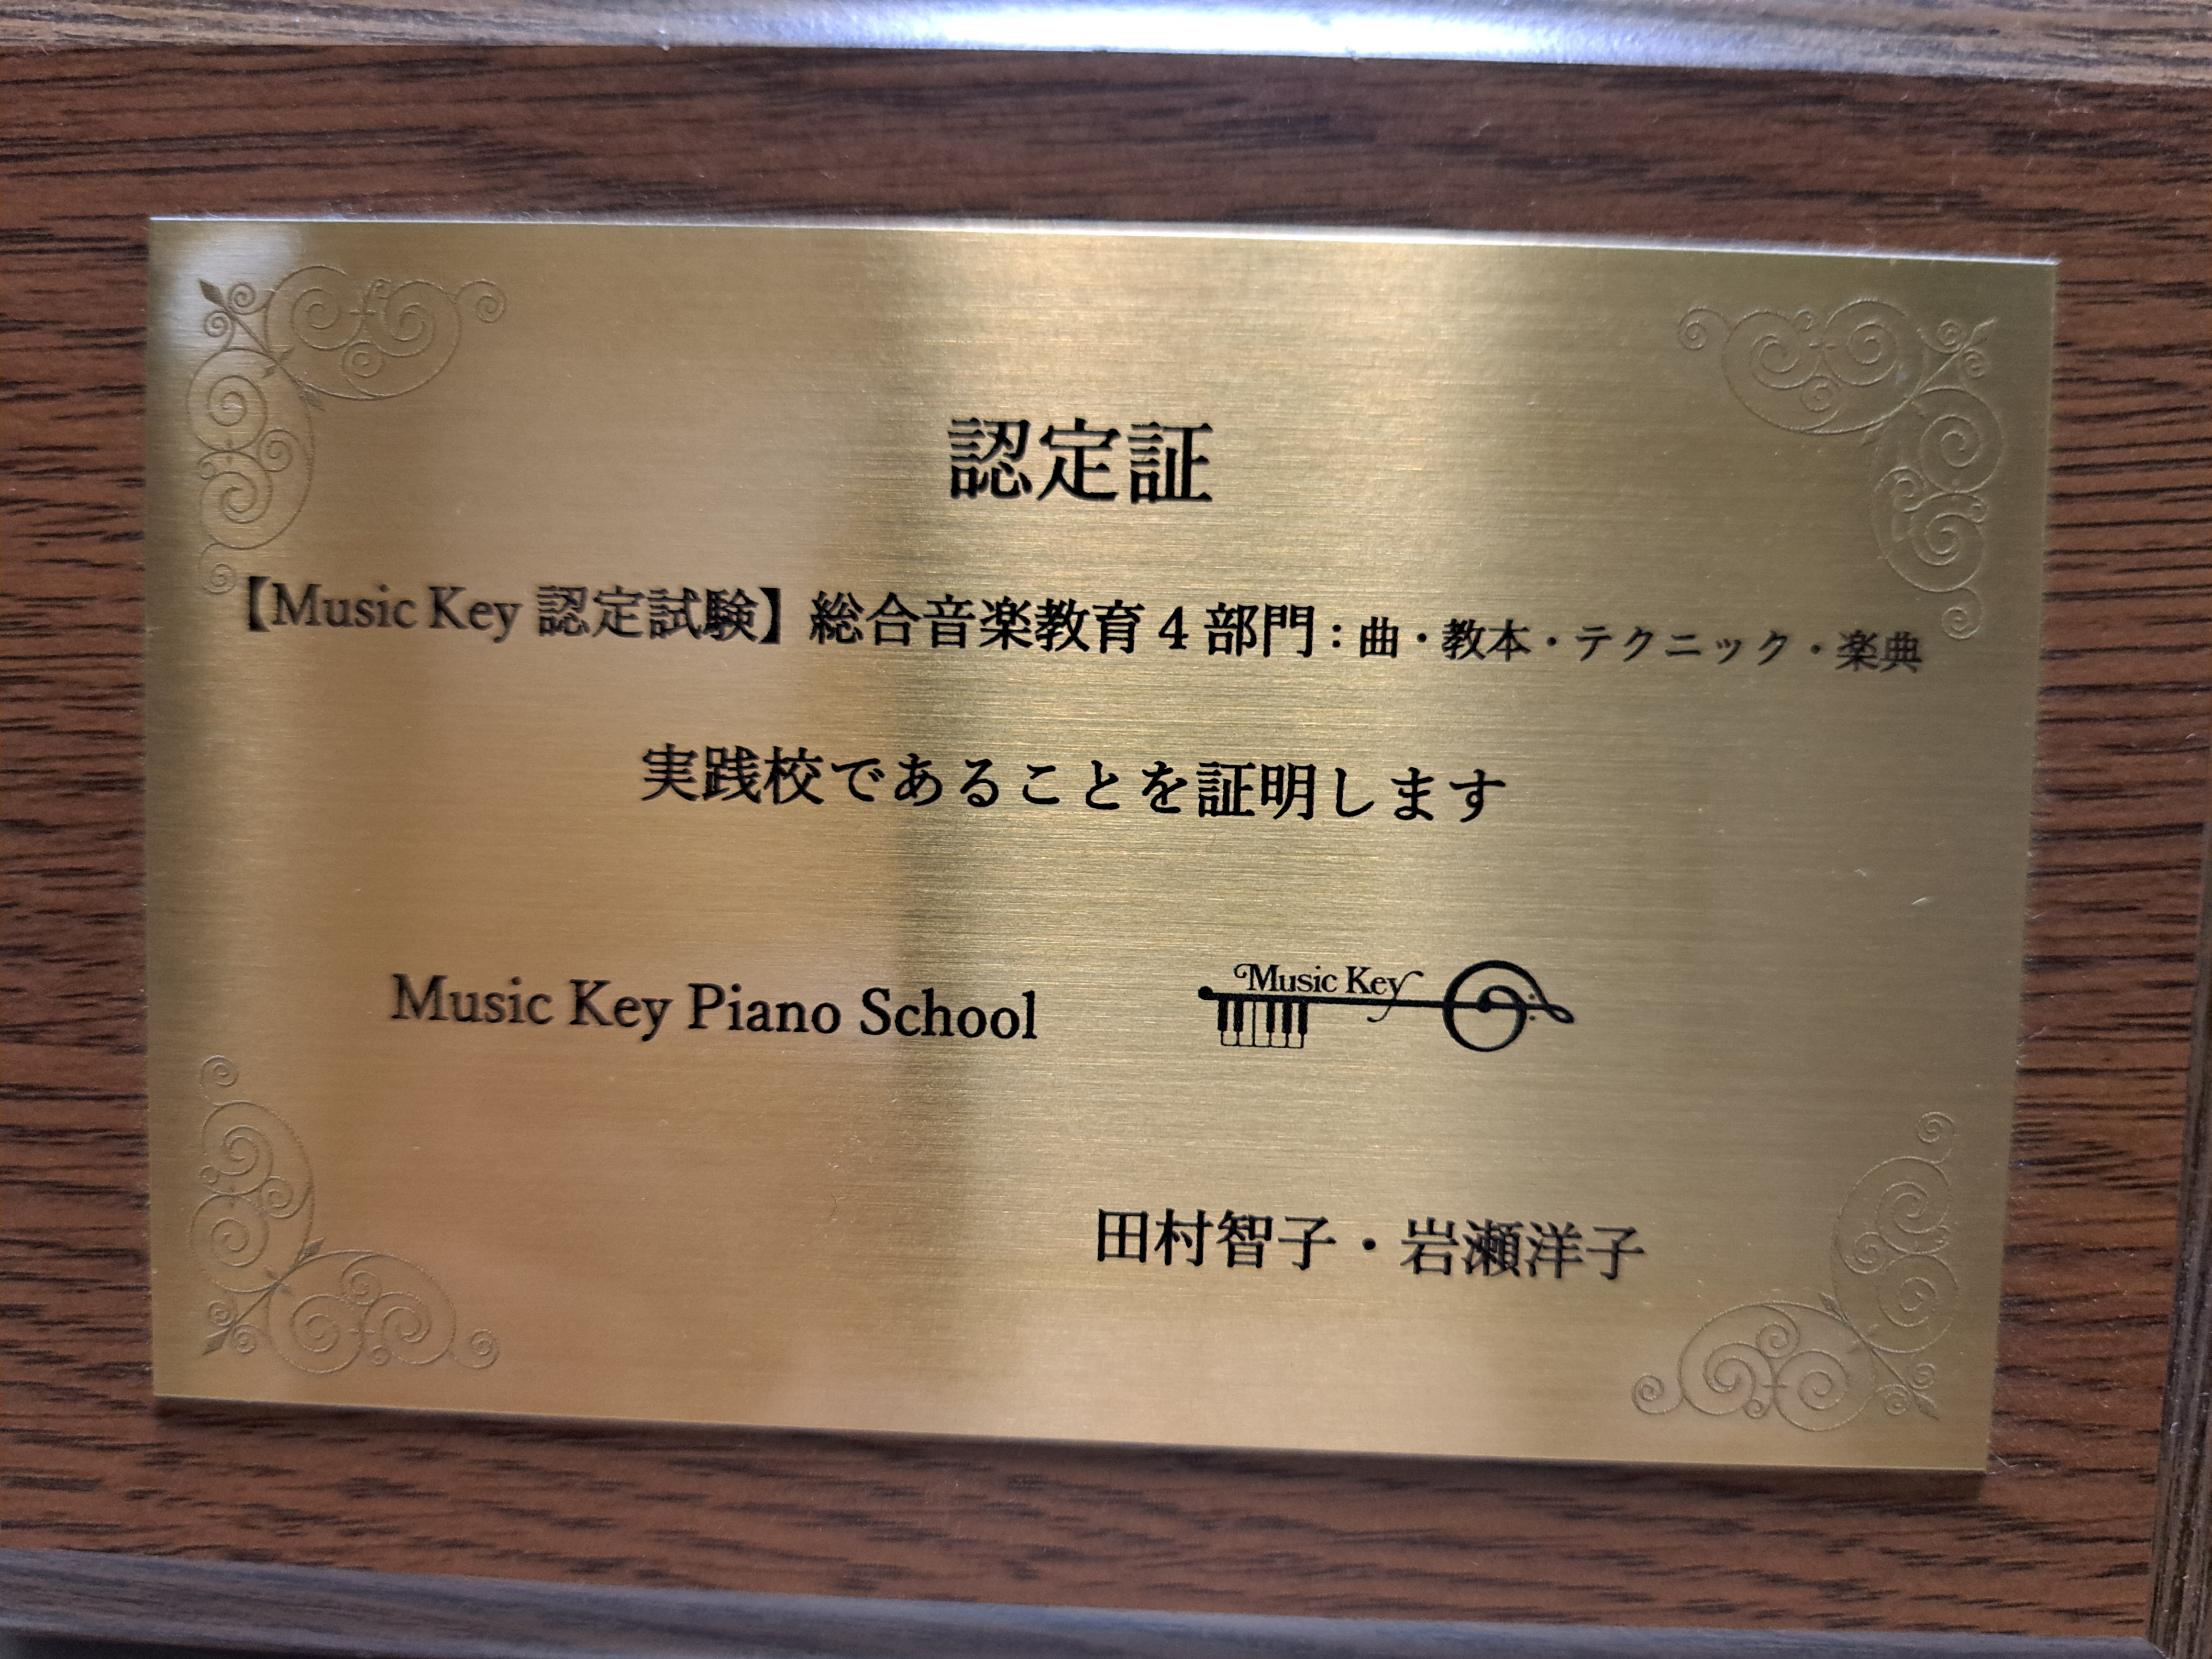 認定証
【Music Key 認定試験】総合音楽教育4部門：曲・教本・テクニック・楽典
実践校であることを証明します
Music Key Piano School
Music Key
田村智子・岩瀬洋子